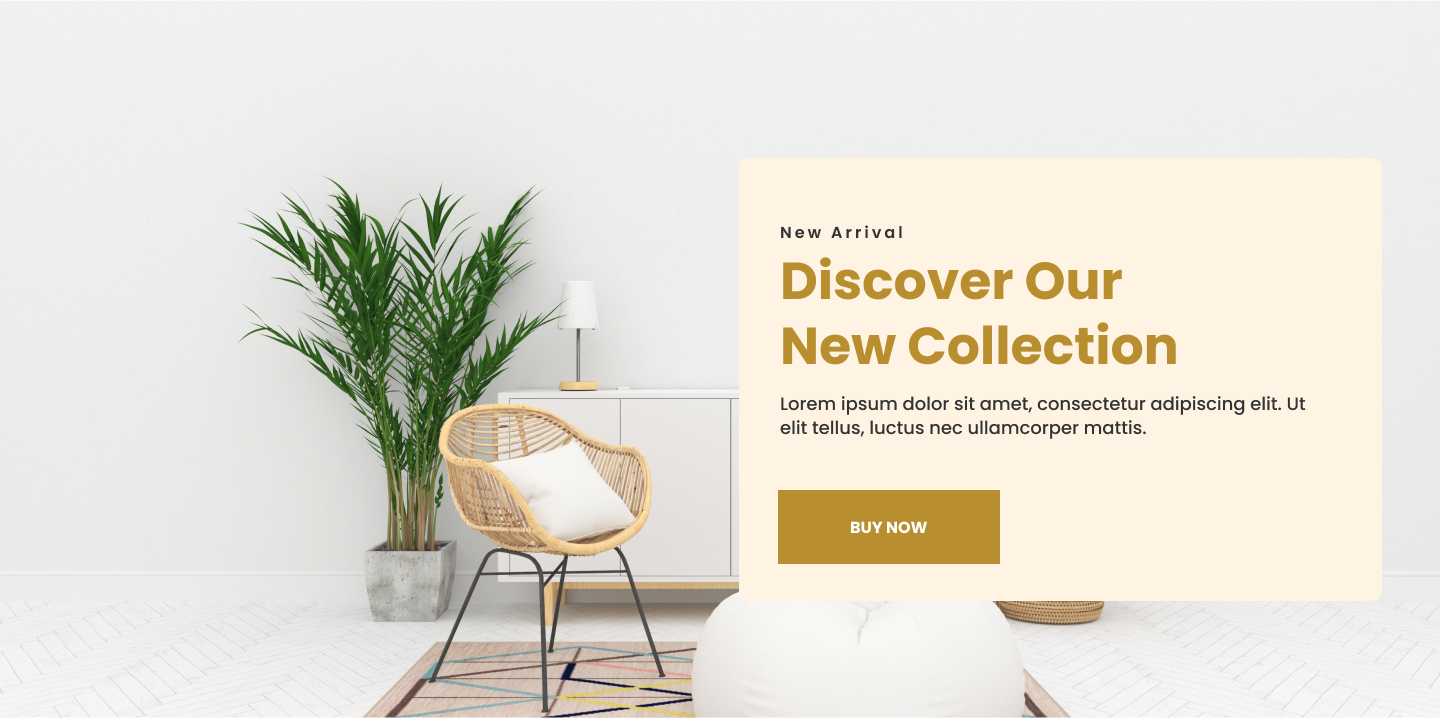 New Arrival
Discover Our
New Collection
Lorem ipsum dolor sit amet, consectetur adipiscing elit. Ut
elit tellus, luctus nec ullamcorper mattis.
BUY NOW